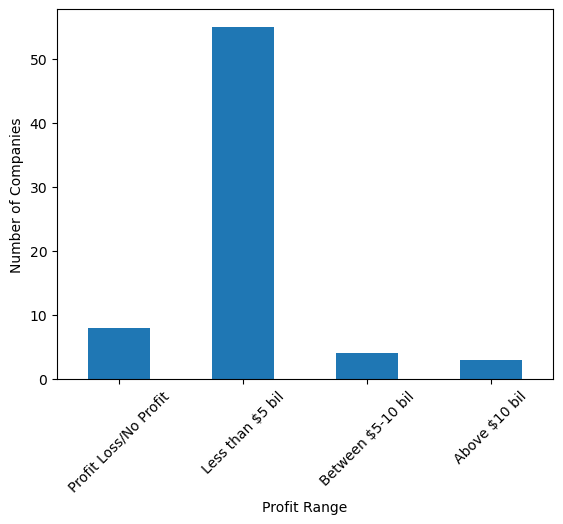 50
40
30
20
10
0
Number of Companies
Profit Loss/No Profit
Less than $5 bil
Between $5-10 bil
Above $10 bil
Profit Range